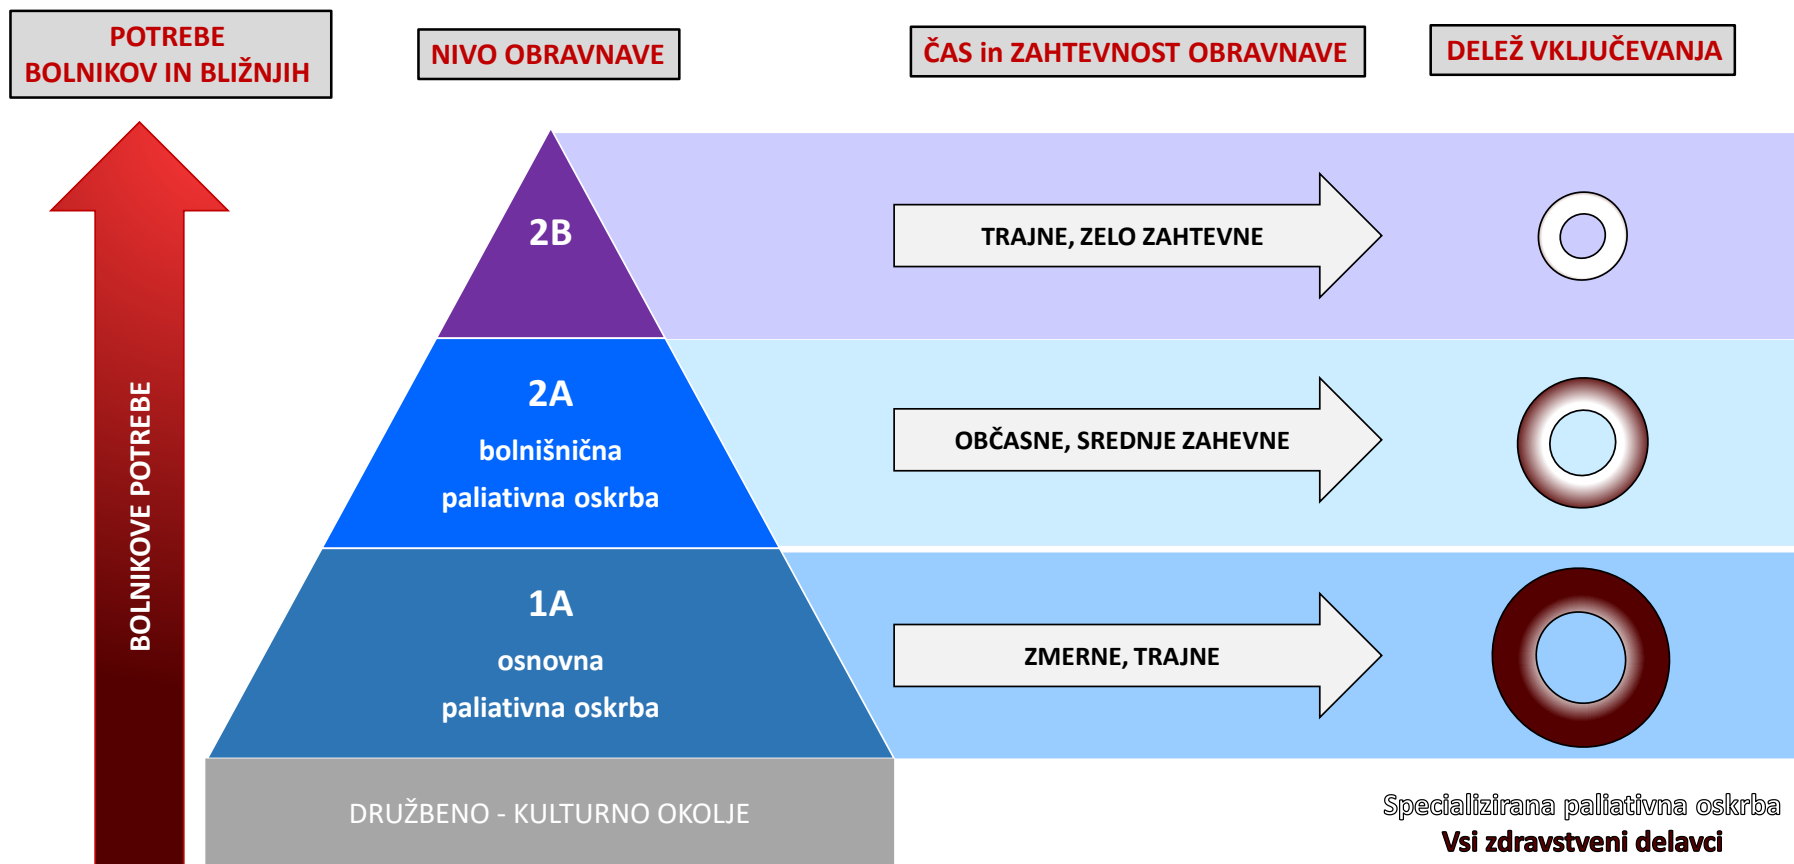 POTREBE
BOLNIKOV IN BLIŽNJIH
NIVO OBRAVNAVE
ČAS in ZAHTEVNOST OBRAVNAVE
DELEŽ VKLJUČEVANJA
BOLNIKOVE POTREBE
2B
TRAJNE, ZELO ZAHTEVNE
2A
bolnišnična
paliativna oskrba
OBČASNE, SREDNJE ZAHEVNE
1A
osnovna
paliativna oskrba
ZMERNE, TRAJNE
DRUŽBENO - KULTURNO OKOLJE
Specializirana paliativna oskrba
Vsi zdravstveni delavci